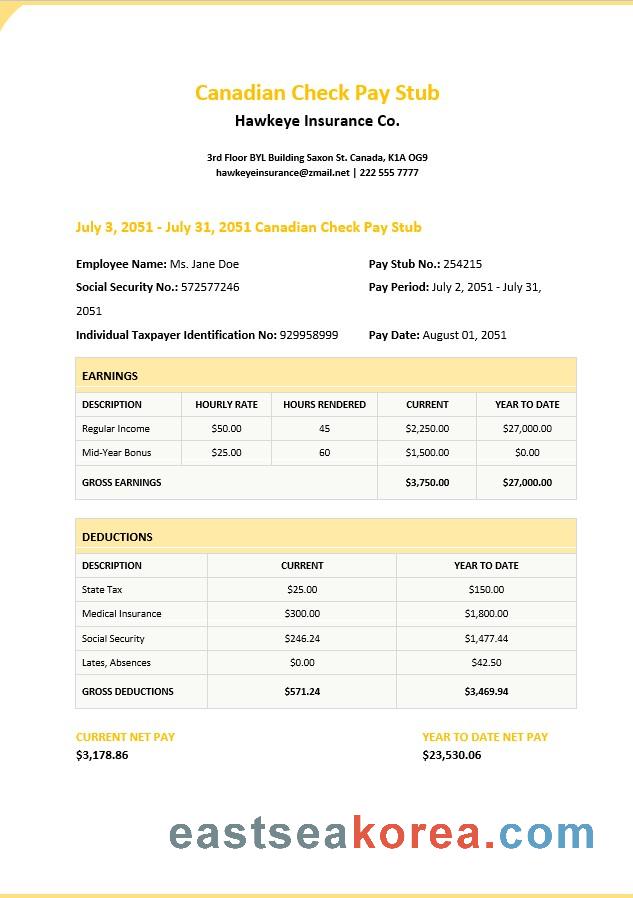 Canadian Check Pay Stub
Hawkeye Insurance Co.
3rd Floor BYL Building Saxon St. Canada, K1A OG9
hawkeyeinsurance@zmail.net | 222 555 7777
July 3, 2051 - July 31, 2051 Canadian Check Pay Stub
Employee Name: Ms. Jane Doe Pay Stub No.: 254215
Social Security No.: 572577246 Pay Period: July 2, 2051 - July 31,
2051
Individual Taxpayer Identification No: 929958999 Pay Date: August 01, 2051
EARNINGS
DESCRIPTION HOURLY RATE HOURS RENDERED CURRENT YEAR TO DATE
Regular Income $50.00 45 $2,250.00 $27,000.00
Mid-Year Bonus $25.00 60 $1,500.00 $0.00
GROSS EARNINGS $3,750.00 $27,000.00
DEDUCTIONS
DESCRIPTION CURRENT YEAR TO DATE
State Tax $25.00 $150.00
Medical Insurance $300.00 $1,800.00
Social Security $246.24 $1,477.44
Lates, Absences $0.00 $42.50
GROSS DEDUCTIONS $571.24 $3,469.94
CURRENT NET PAY YEAR TO DATE NET PAY
$3,178.86 $23,530.06
eastseakorea.com